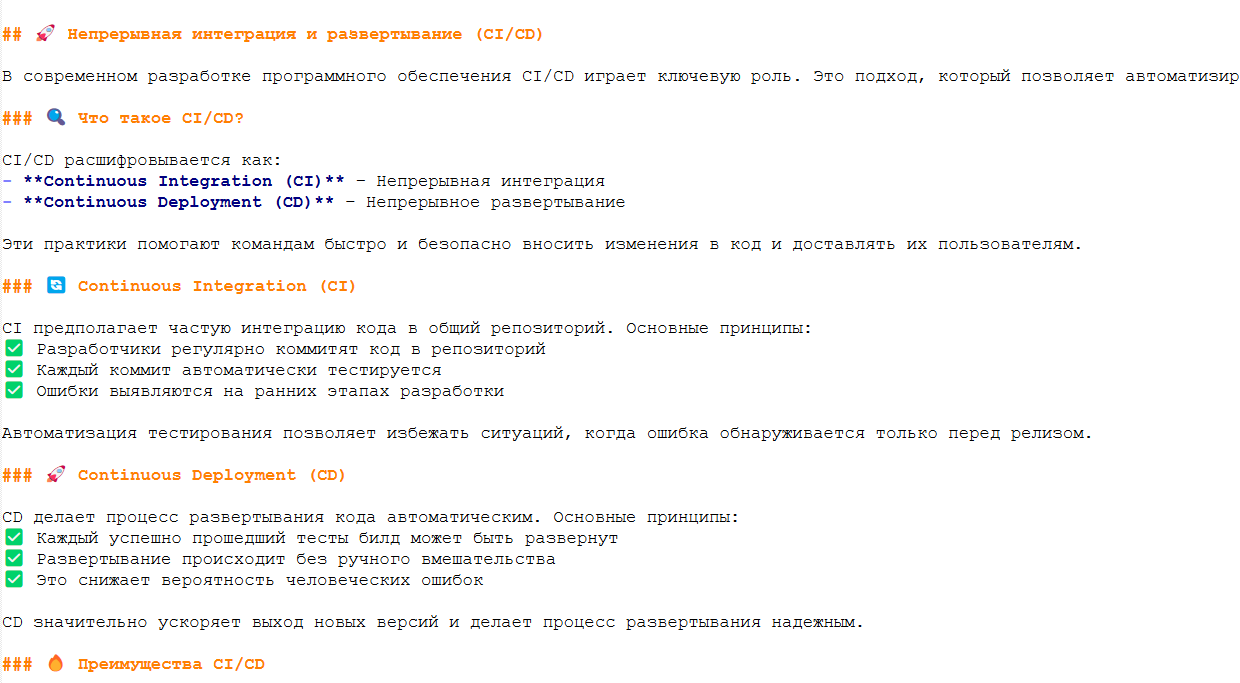 ## 🚀 Непрерывная интеграция и развертывание (CI/CD)
В современном разработке программного обеспечения CI/CD играет ключевую роль. Это подход, который позволяет автоматизир
### 🔍 Что такое CI/CD?
CI/CD расшифровывается как:
- **Continuous Integration (CI)** – Непрерывная интеграция
- **Continuous Deployment (CD)** – Непрерывное развертывание
Эти практики помогают командам быстро и безопасно вносить изменения в код и доставлять их пользователям.
### 🔄 Continuous Integration (CI)
CI предполагает частую интеграцию кода в общий репозиторий. Основные принципы:
✅ Разработчики регулярно коммитят код в репозиторий
✅ Каждый коммит автоматически тестируется
✅ Ошибки выявляются на ранних этапах разработки
Автоматизация тестирования позволяет избежать ситуаций, когда ошибка обнаруживается только перед релизом.
### 🚀 Continuous Deployment (CD)
CD делает процесс развертывания кода автоматическим. Основные принципы:
✅ Каждый успешно прошедший тесты билд может быть развернут
✅ Развертывание происходит без ручного вмешательства
✅ Это снижает вероятность человеческих ошибок
CD значительно ускоряет выход новых версий и делает процесс развертывания надежным.
### 🔥 Преимущества CI/CD